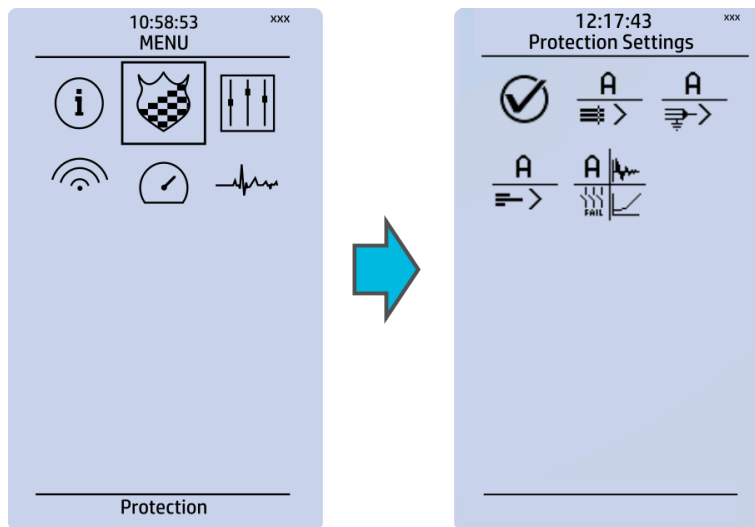 10:58:53
xxx
MENU
i
Protection
12:17:43
xxx
Protection Settings
A
A
A
A
FAIL